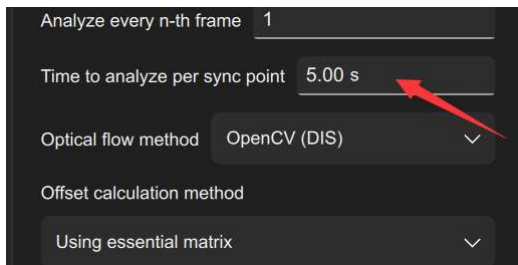 Analyze every n-th frame 1
Time to analyze per sync point 5.00 s
Optical flow method OpenCV (DIS)
Offset calculation method
Using essential matrix